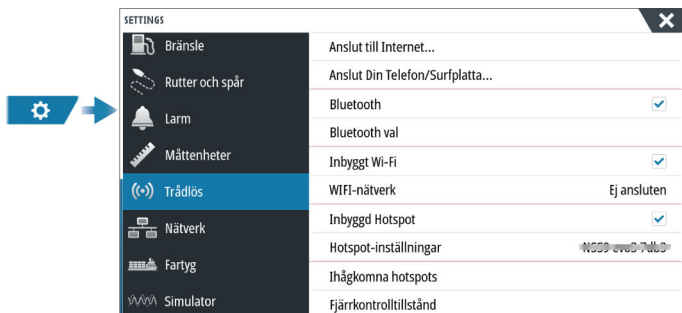 SETTINGS
Bränsle
Rutter och spår
Larm
Måttenheter
Trådlös
Nätverk
Fartyg
Simulator
Anslut till Internet...
Anslut Din Telefon/Surfplatta...
Bluetooth
Bluetooth val
Inbyggt Wi-Fi
WIFI-nätverk Ej ansluten
Inbyggd Hotspot
Hotspot-inställningar
Ihågkomna hotspots
Fjärrkontrolltillstånd